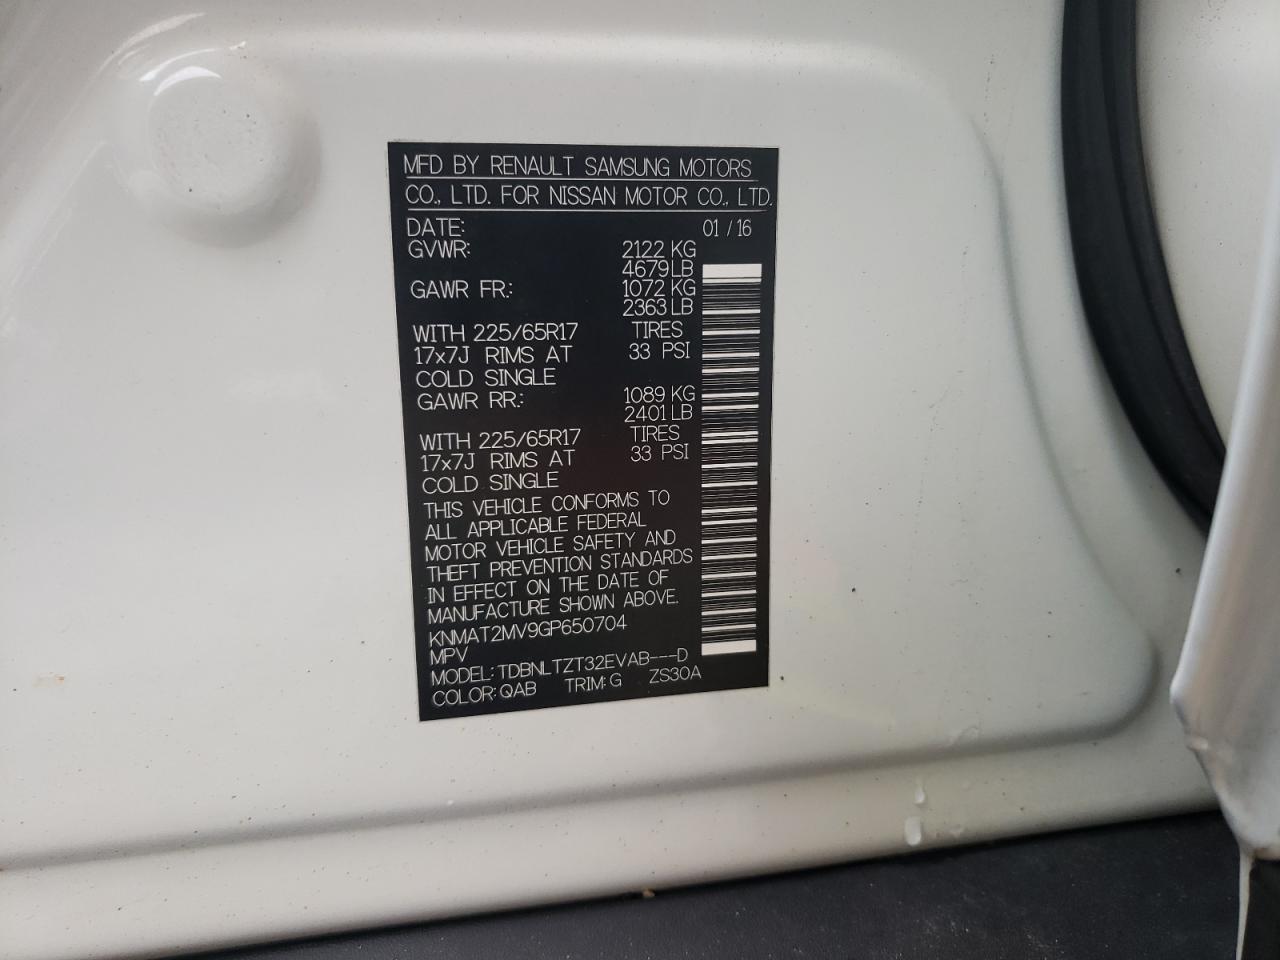 MFD BY RENAULT SAMSUNG MOTORS
CO., LTD. FOR NISSAN MOTOR CO., LTD.
DATE: 01 / 16
GVWR: 2122 KG
4679 LB
GAWR FR.: 1072 KG
2363 LB
WITH 225/65R17 TIRES
17x7J RIMS AT 33 PSI
COLD SINGLE
GAWR RR.: 1089 KG
2401 LB
WITH 225/65R17 TIRES
17x7J RIMS AT 33 PSI
COLD SINGLE
THIS VEHICLE CONFORMS TO
ALL APPLICABLE FEDERAL
MOTOR VEHICLE SAFETY AND
THEFT PREVENTION STANDARDS
IN EFFECT ON THE DATE OF
MANUFACTURE SHOWN ABOVE.
KNMAT2MV9GP650704
MPV
MODEL: TDBNLTZT32EVAB---D
COLOR: QAB TRIM: G ZS30A